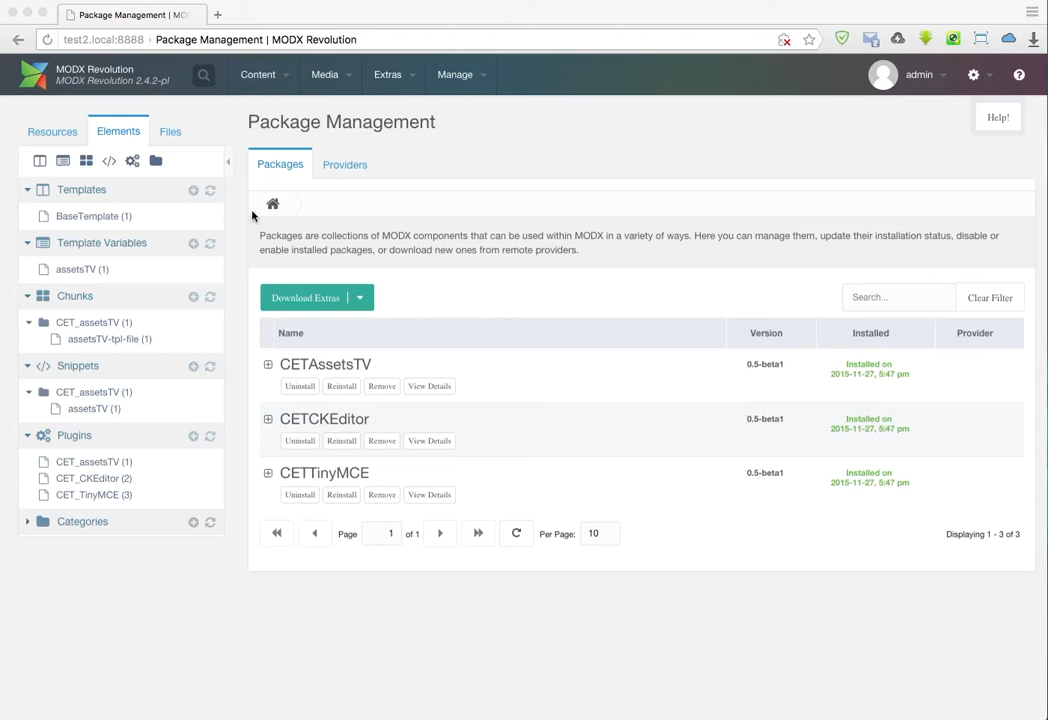 Package Management | MO
test2.local:8888 › Package Management | MODX Revolution
MODX Revolution
MODX Revolution 2.4.2-pl
Content
Media
Extras
Manage
admin
?
Resources
Elements
Files
Package Management
Help!
Packages
Providers
Templates
BaseTemplate (1)
Template Variables
assetsTV (1)
Chunks
CET_assetsTV (1)
assetsTV-tpl-file (1)
Snippets
CET_assetsTV (1)
assetsTV (1)
Plugins
CET_assetsTV (1)
CET_CKEditor (2)
CET_TinyMCE (3)
Categories
Packages are collections of MODX components that can be used within MODX in a variety of ways. Here you can manage them, update their installation status, disable or
enable installed packages, or download new ones from remote providers.
Download Extras
Search...
Clear Filter
Name
Version
Installed
Provider
CETAssetsTV
0.5-beta1
Installed on
2015-11-27, 5:47 pm
Uninstall
Reinstall
Remove
View Details
CETCKEditor
0.5-beta1
Installed on
2015-11-27, 5:47 pm
Uninstall
Reinstall
Remove
View Details
CETTinyMCE
0.5-beta1
Installed on
2015-11-27, 5:47 pm
Uninstall
Reinstall
Remove
View Details
Page 1 of 1
Per Page: 10
Displaying 1 - 3 of 3